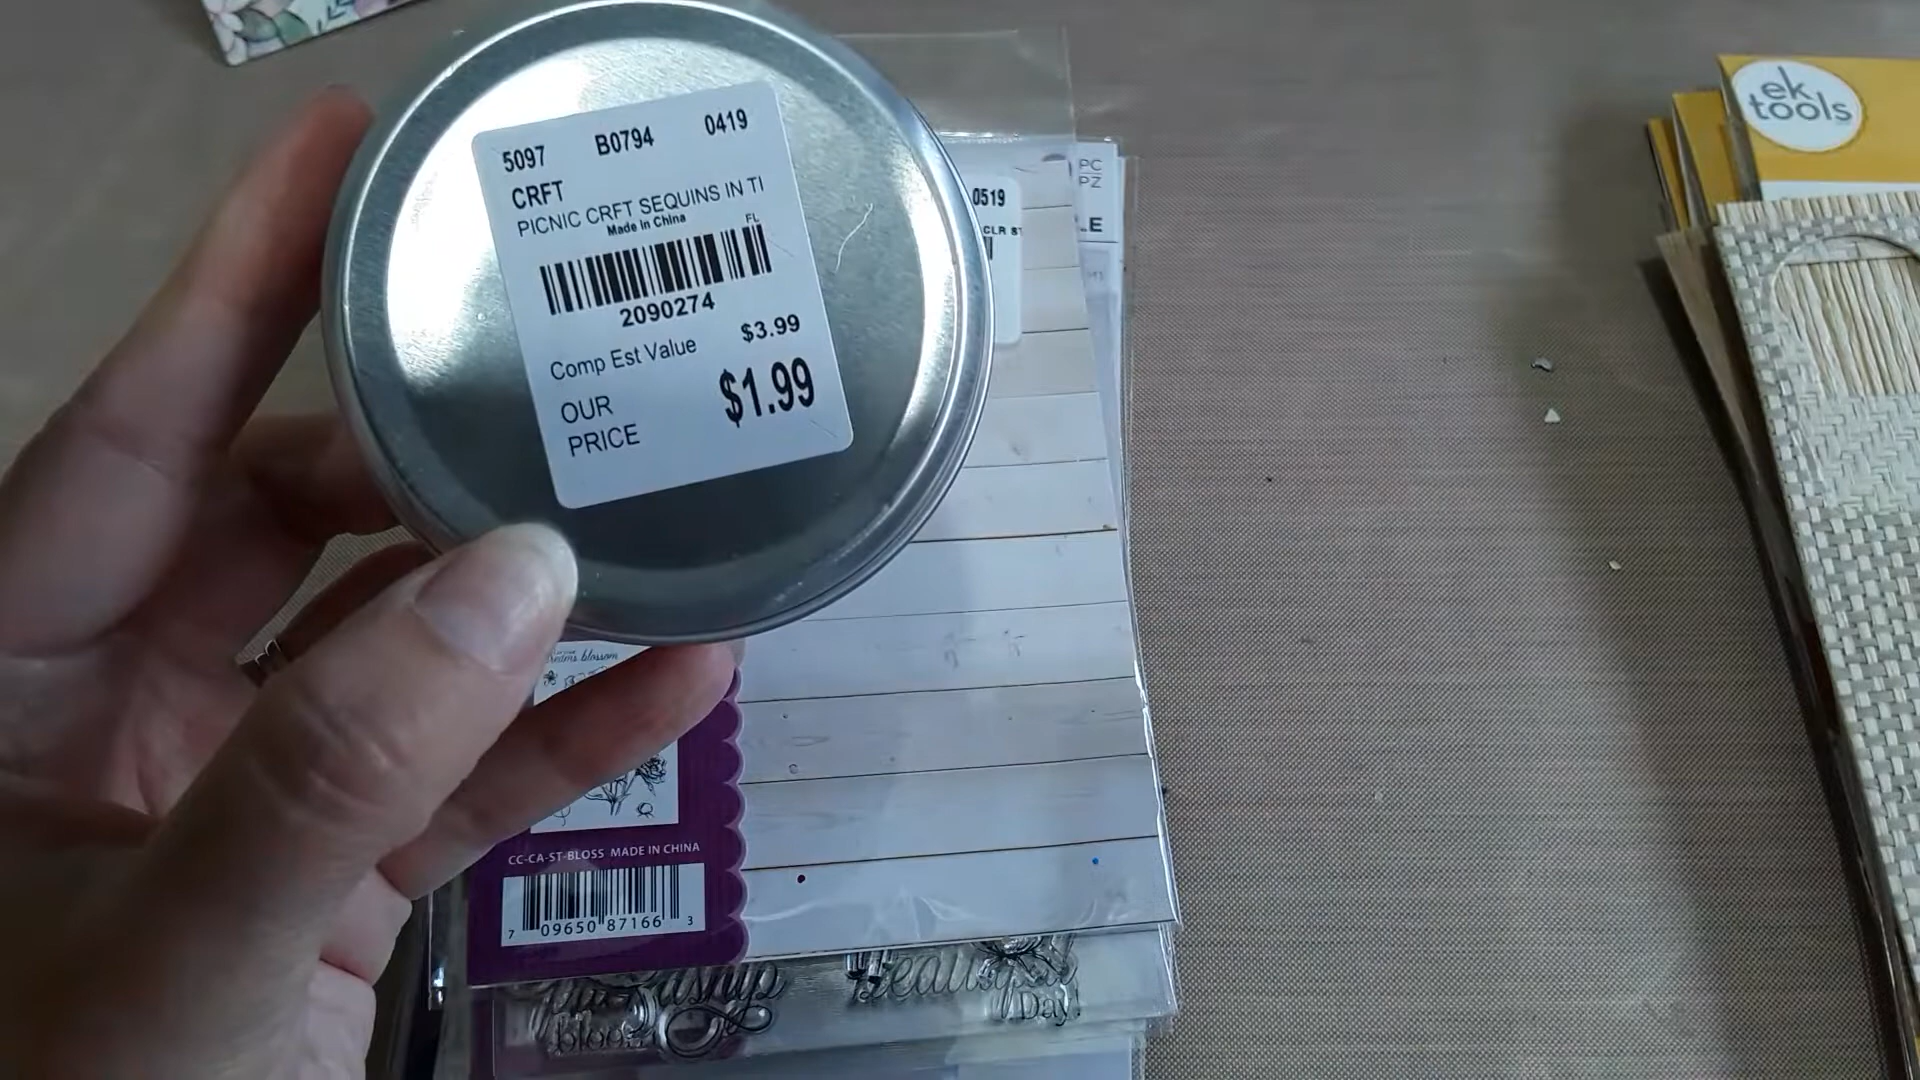 5097 B0794 0419
CRFT
PICNIC CRFT SEQUINS IN TI
Made in China FL
2090274
Comp Est Value $3.99
OUR
PRICE $1.99
0519
CLR ST
PC
PZ
LE
ek
tools
blossom
CC-CA-ST-BLOSS MADE IN CHINA
7 09650 87166 3
bloom
Day!